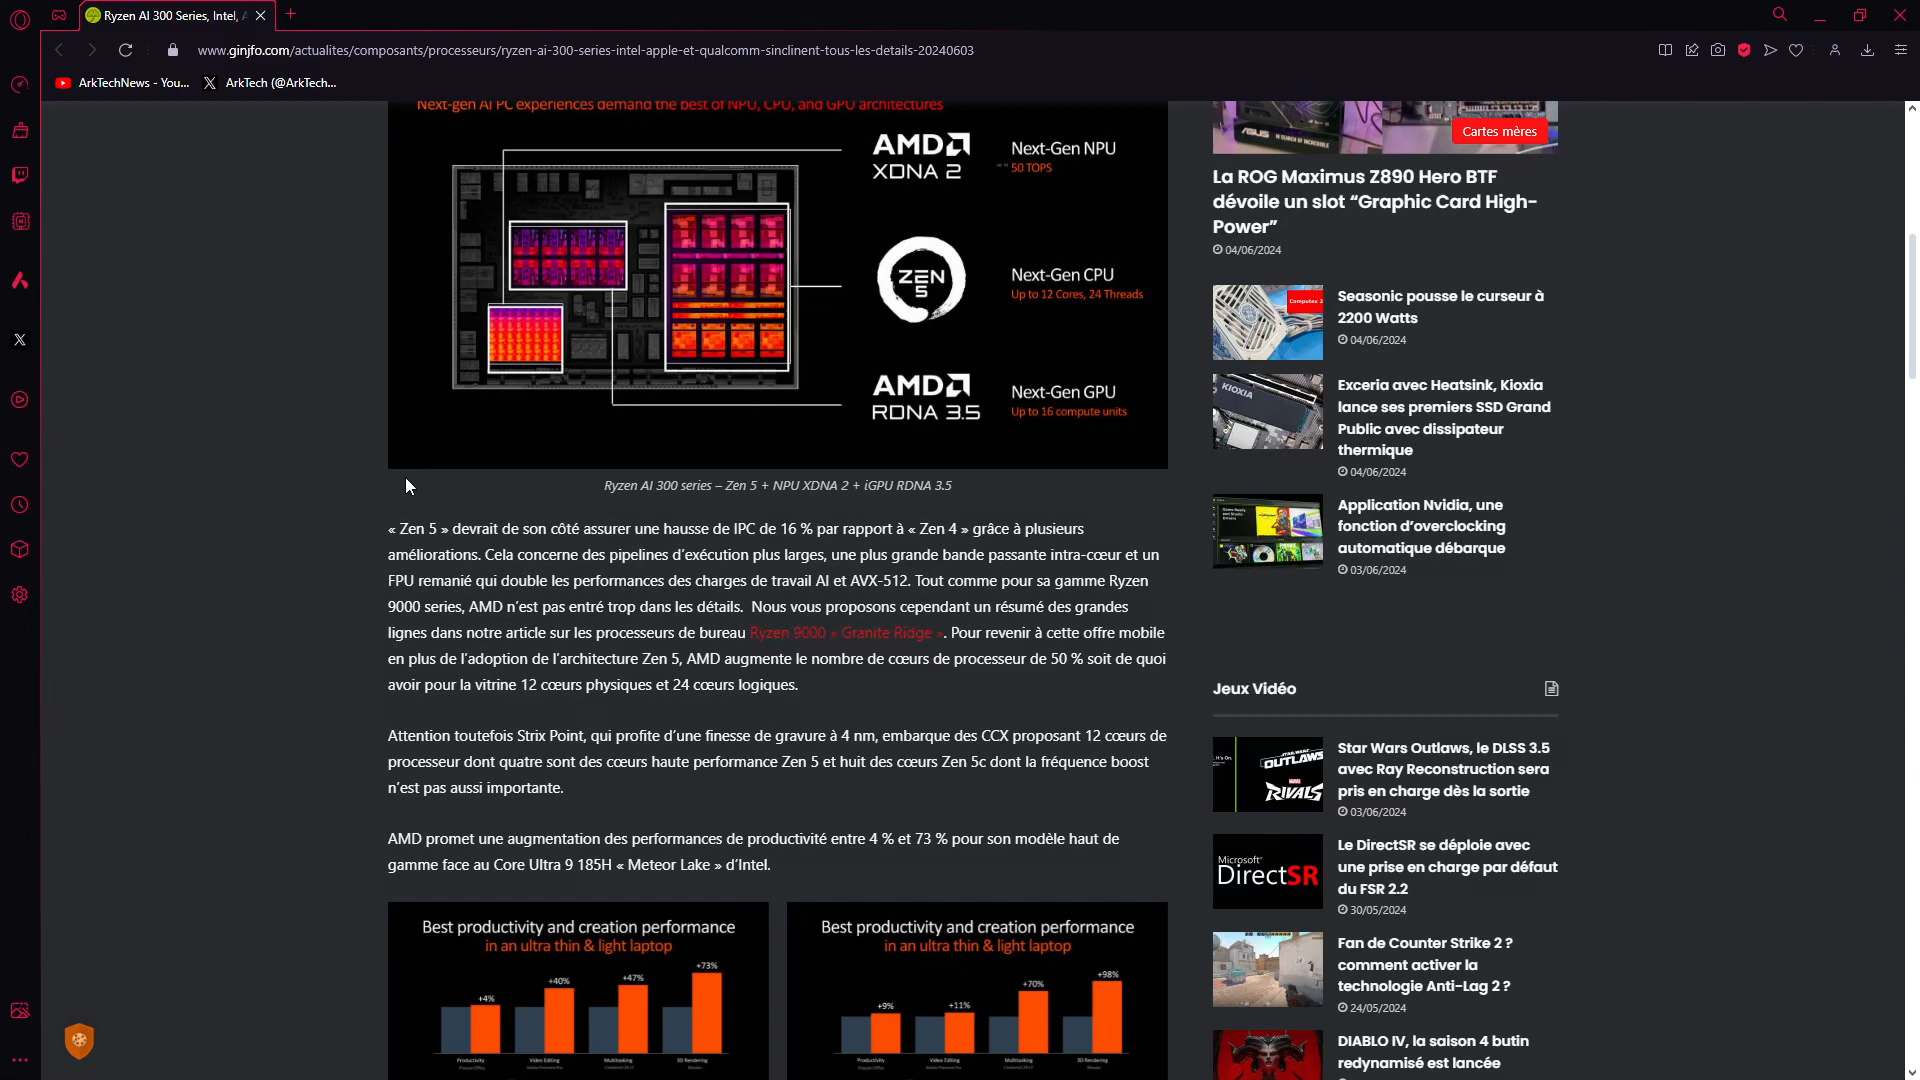 Ryzen AI 300 Series, Intel, A
www.ginjfo.com/actualites/composants/processeurs/ryzen-ai-300-series-intel-apple-et-qualcomm-sinclinent-tous-les-details-20240603
ArkTechNews - You...
ArkTech (@ArkTech...
Next-gen AI PC experiences demand the best of NPU, CPU, and GPU architectures
AMD
XDNA 2
Next-Gen NPU
50 TOPS
ZEN
5
Next-Gen CPU
Up to 12 Cores, 24 Threads
AMD
RDNA 3.5
Next-Gen GPU
Up to 16 compute units
Ryzen AI 300 series – Zen 5 + NPU XDNA 2 + iGPU RDNA 3.5
« Zen 5 » devrait de son côté assurer une hausse de IPC de 16 % par rapport à « Zen 4 » grâce à plusieurs
améliorations. Cela concerne des pipelines d’exécution plus larges, une plus grande bande passante intra-cœur et un
FPU remanié qui double les performances des charges de travail AI et AVX-512. Tout comme pour sa gamme Ryzen
9000 series, AMD n’est pas entré trop dans les détails.  Nous vous proposons cependant un résumé des grandes
lignes dans notre article sur les processeurs de bureau Ryzen 9000 « Granite Ridge ». Pour revenir à cette offre mobile
en plus de l’adoption de l’architecture Zen 5, AMD augmente le nombre de cœurs de processeur de 50 % soit de quoi
avoir pour la vitrine 12 cœurs physiques et 24 cœurs logiques.
Attention toutefois Strix Point, qui profite d’une finesse de gravure à 4 nm, embarque des CCX proposant 12 cœurs de
processeur dont quatre sont des cœurs haute performance Zen 5 et huit des cœurs Zen 5c dont la fréquence boost
n’est pas aussi importante.
AMD promet une augmentation des performances de productivité entre 4 % et 73 % pour son modèle haut de
gamme face au Core Ultra 9 185H « Meteor Lake » d’Intel.
Best productivity and creation performance
in an ultra thin & light laptop
+4%
+40%
+47%
+73%
Productivity
Video Editing
Multitasking
3D Rendering
Best productivity and creation performance
in an ultra thin & light laptop
+9%
+11%
+70%
+98%
Productivity
Video Editing
Multitasking
3D Rendering
ASUS
Cartes mères
La ROG Maximus Z890 Hero BTF
dévoile un slot “Graphic Card High-
Power”
04/06/2024
Seasonic pousse le curseur à
2200 Watts
04/06/2024
KIOXIA
Exceria avec Heatsink, Kioxia
lance ses premiers SSD Grand
Public avec dissipateur
thermique
04/06/2024
Application Nvidia, une
fonction d’overclocking
automatique débarque
03/06/2024
Jeux Vidéo
OUTLAWS
MARVEL
RIVALS
Star Wars Outlaws, le DLSS 3.5
avec Ray Reconstruction sera
pris en charge dès la sortie
03/06/2024
Microsoft
DirectSR
Le DirectSR se déploie avec
une prise en charge par défaut
du FSR 2.2
30/05/2024
Fan de Counter Strike 2 ?
comment activer la
technologie Anti-Lag 2 ?
24/05/2024
DIABLO IV, la saison 4 butin
redynamisé est lancée